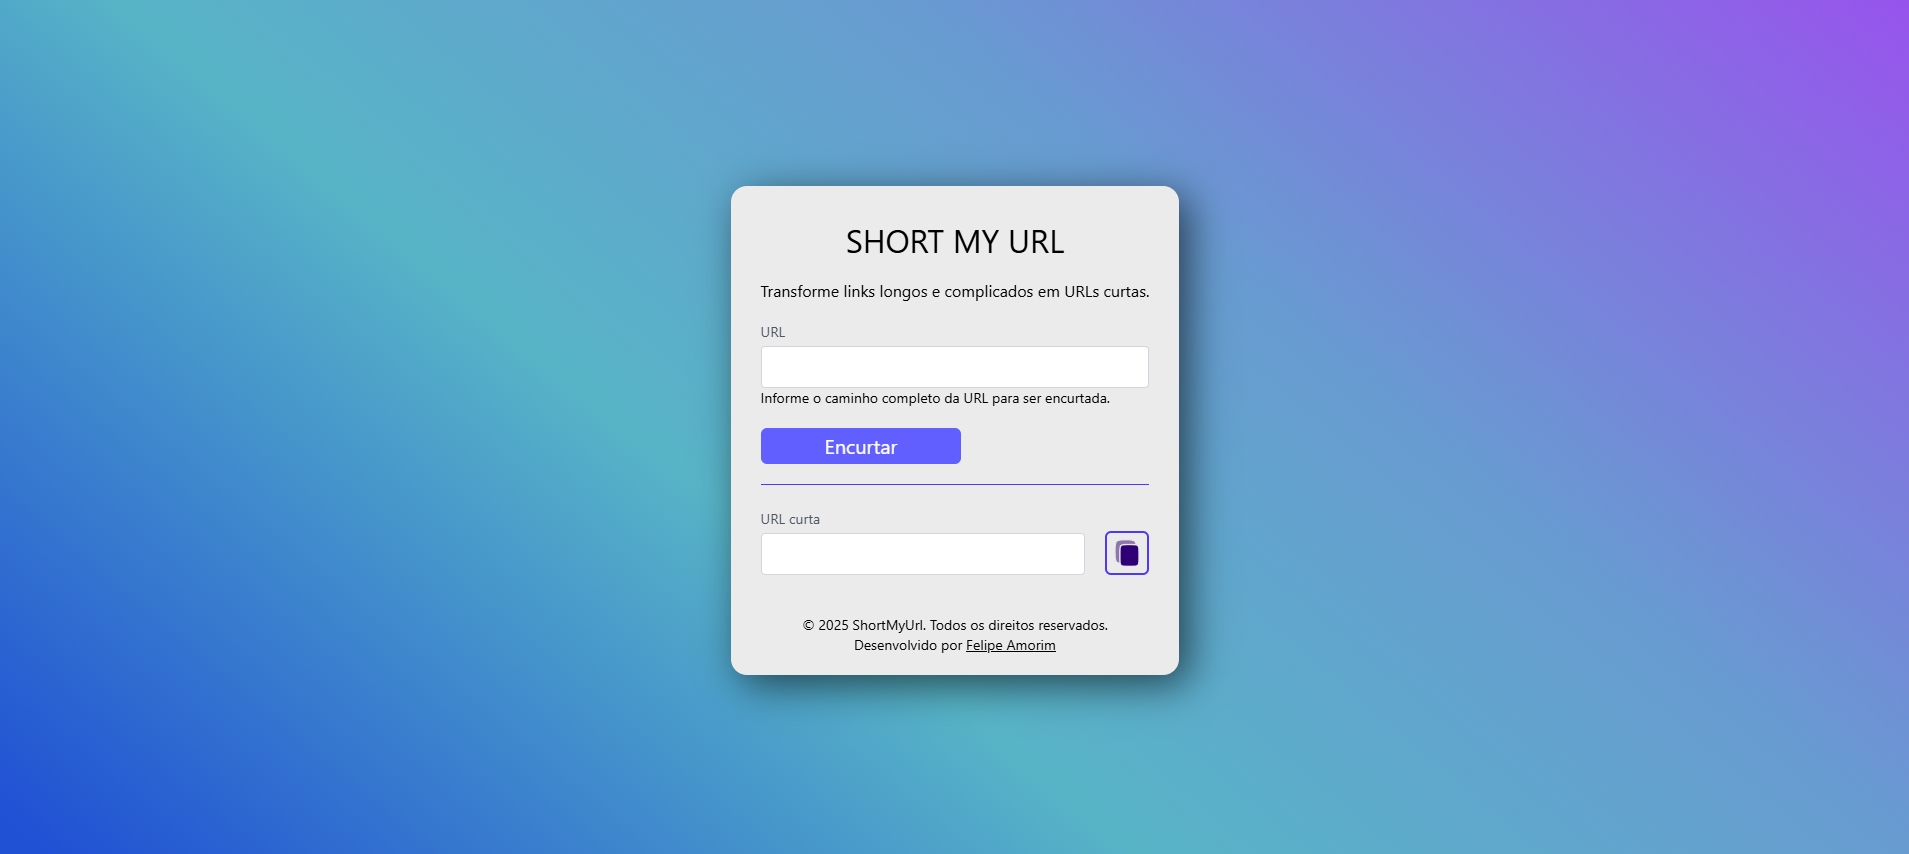 SHORT MY URL
Transforme links longos e complicados em URLs curtas.
URL
Informe o caminho completo da URL para ser encurtada.
Encurtar
URL curta
© 2025 ShortMyUrl. Todos os direitos reservados.
Desenvolvido por Felipe Amorim